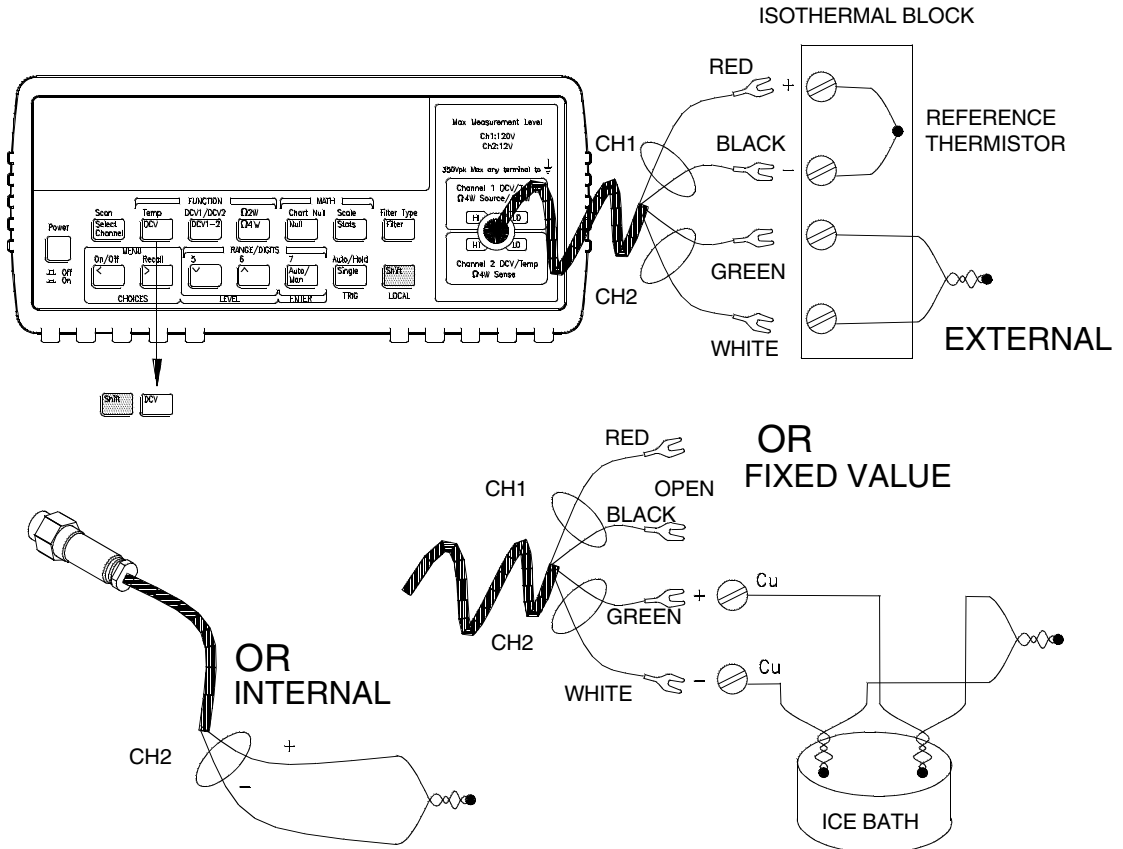 ISOTHERMAL BLOCK
RED
+
BLACK
-
CH1
REFERENCE
THERMISTOR
GREEN
CH2
WHITE
EXTERNAL
Max Measurement Level
Ch1:120V
Ch2:12V
350Vpk Max any terminal to
Channel 1 DCV/
Ω4W Source/
HI
LO
HI
LO
Channel 2 DCV/Temp
Ω4W Sense
FUNCTION
MATH
Scan
Temp
DCV1/DCV2
Ω2W
Chart Null
Scale
Filter Type
Power
Select
Channel
DCV
DCV1-2
Ω4W
Null
Stats
Filter
MENU
RANGE/DIGITS
On/Off
Recall
5
6
7
Auto/Hold
Off
On
<
>
Auto/
Man
Single
Shift
CHOICES
LEVEL
ENTER
TRIG
LOCAL
Shift
DCV
OR
FIXED VALUE
RED
CH1
OPEN
BLACK
+
Cu
GREEN
CH2
-
Cu
WHITE
ICE BATH
OR
INTERNAL
CH2
+
-